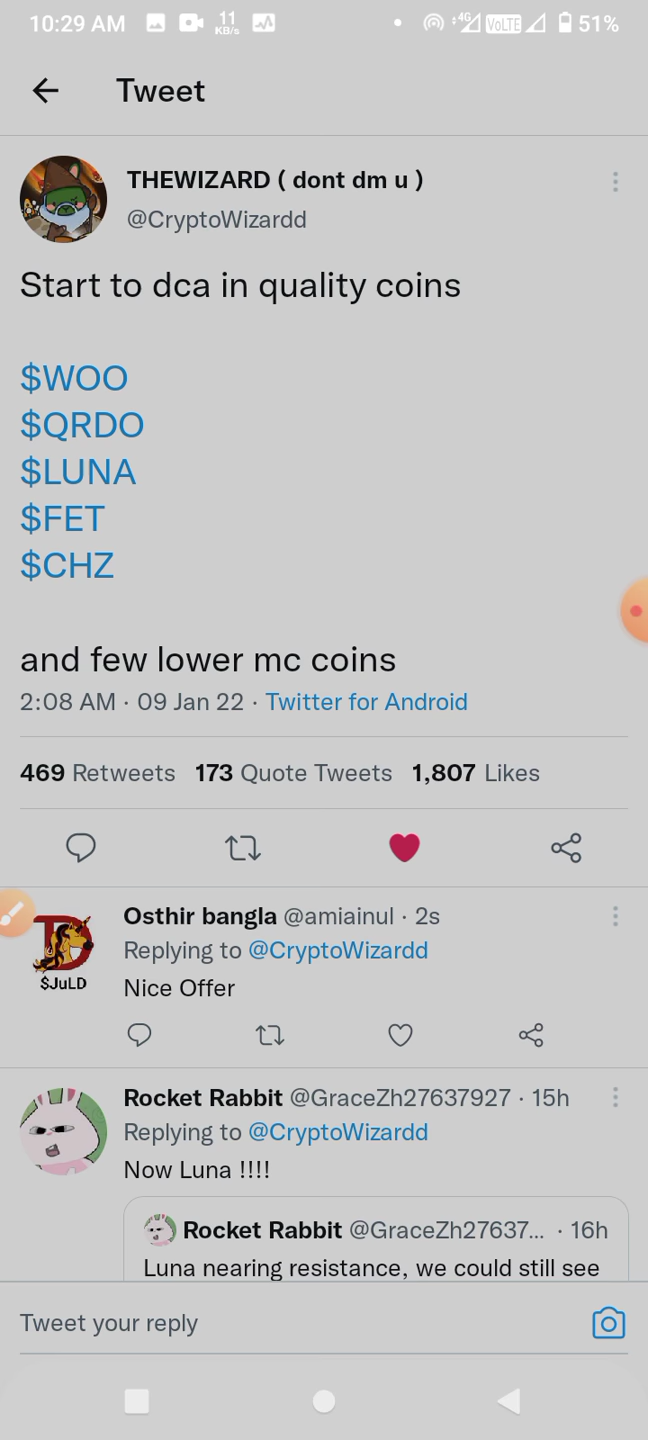 10:29 AM 11 KB/s 4G VoLTE 51%
Tweet
THEWIZARD ( dont dm u )
@CryptoWizardd
Start to dca in quality coins
$WOO
$QRDO
$LUNA
$FET
$CHZ
and few lower mc coins
2:08 AM · 09 Jan 22 · Twitter for Android
469 Retweets 173 Quote Tweets 1,807 Likes
Osthir bangla @amiainul · 2s
Replying to @CryptoWizardd
$JuLD
Nice Offer
Rocket Rabbit @GraceZh27637927 · 15h
Replying to @CryptoWizardd
Now Luna !!!!
Rocket Rabbit @GraceZh27637... · 16h
Luna nearing resistance, we could still see
Tweet your reply